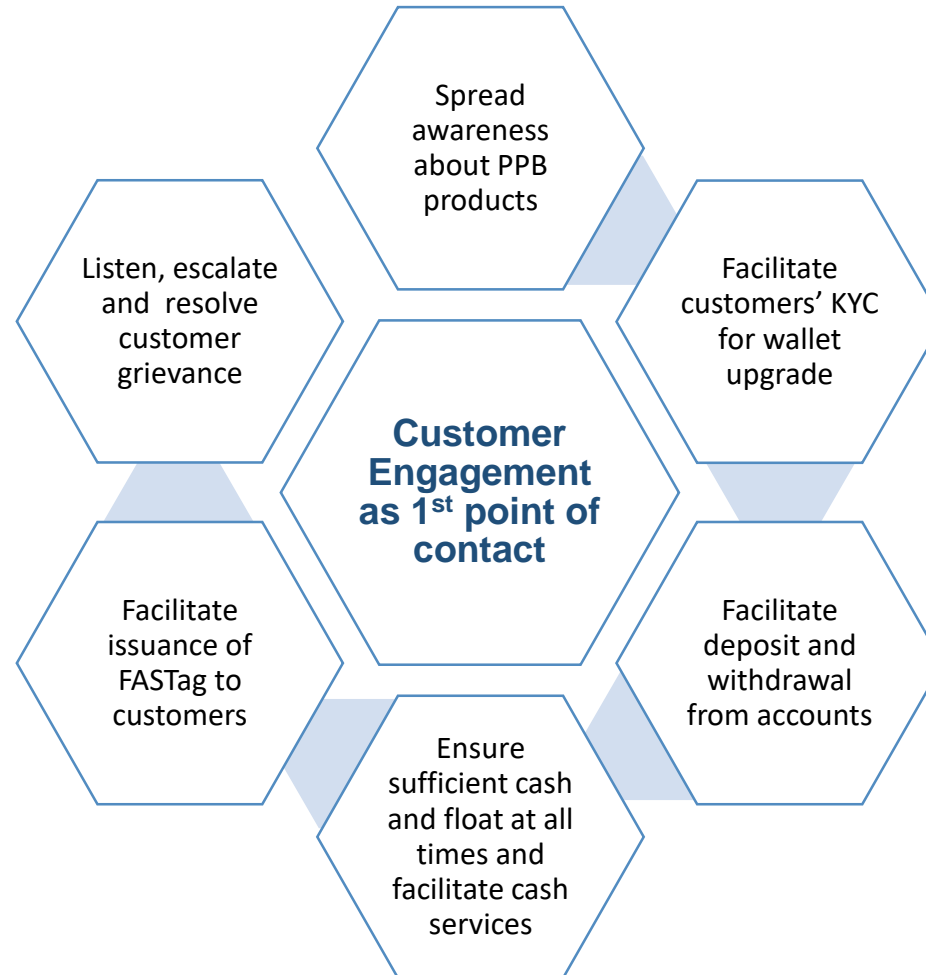 Spread
awareness
about PPB
products
Facilitate
customers’ KYC
for wallet
upgrade
Facilitate
deposit and
withdrawal
from accounts
Ensure
sufficient cash
and float at all
times and
facilitate cash
services
Facilitate
issuance of
FASTag to
customers
Listen, escalate
and resolve
customer
grievance
Customer
Engagement
as 1st point of
contact